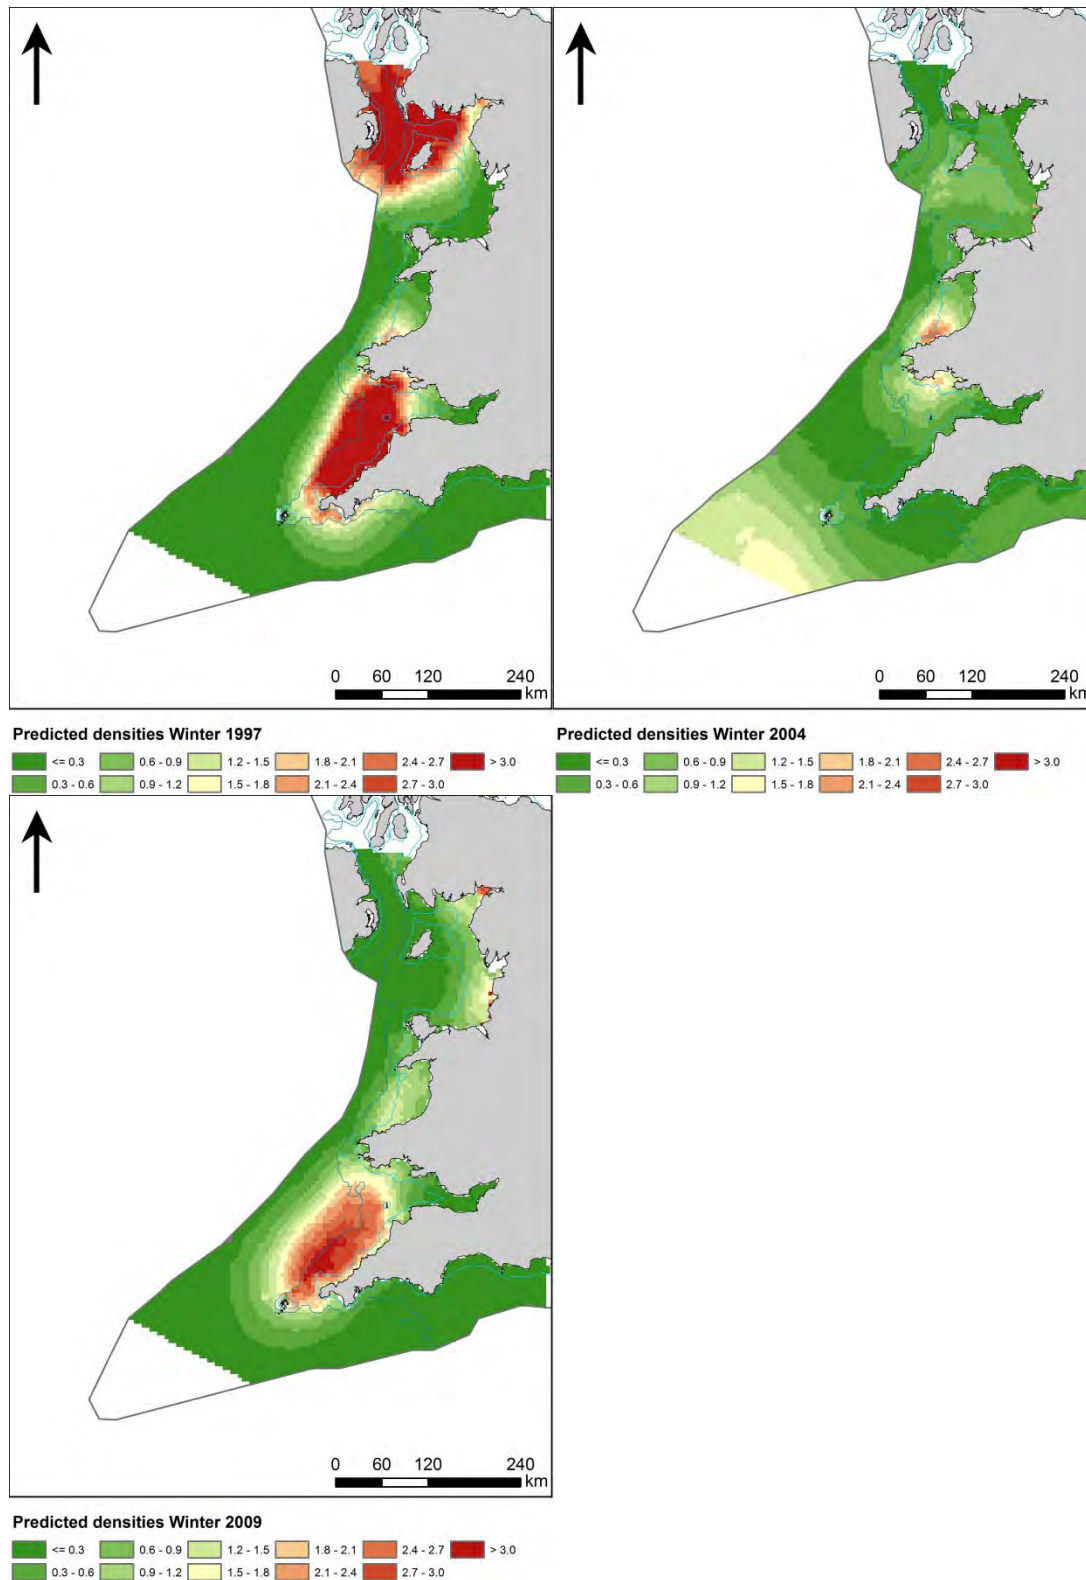 0 60 120 240
km
0 60 120 240
km
Predicted densities Winter 1997
<= 0.3 0.6 - 0.9 1.2 - 1.5 1.8 - 2.1 2.4 - 2.7 > 3.0
0.3 - 0.6 0.9 - 1.2 1.5 - 1.8 2.1 - 2.4 2.7 - 3.0
Predicted densities Winter 2004
<= 0.3 0.6 - 0.9 1.2 - 1.5 1.8 - 2.1 2.4 - 2.7 > 3.0
0.3 - 0.6 0.9 - 1.2 1.5 - 1.8 2.1 - 2.4 2.7 - 3.0
0 60 120 240
km
Predicted densities Winter 2009
<= 0.3 0.6 - 0.9 1.2 - 1.5 1.8 - 2.1 2.4 - 2.7 > 3.0
0.3 - 0.6 0.9 - 1.2 1.5 - 1.8 2.1 - 2.4 2.7 - 3.0